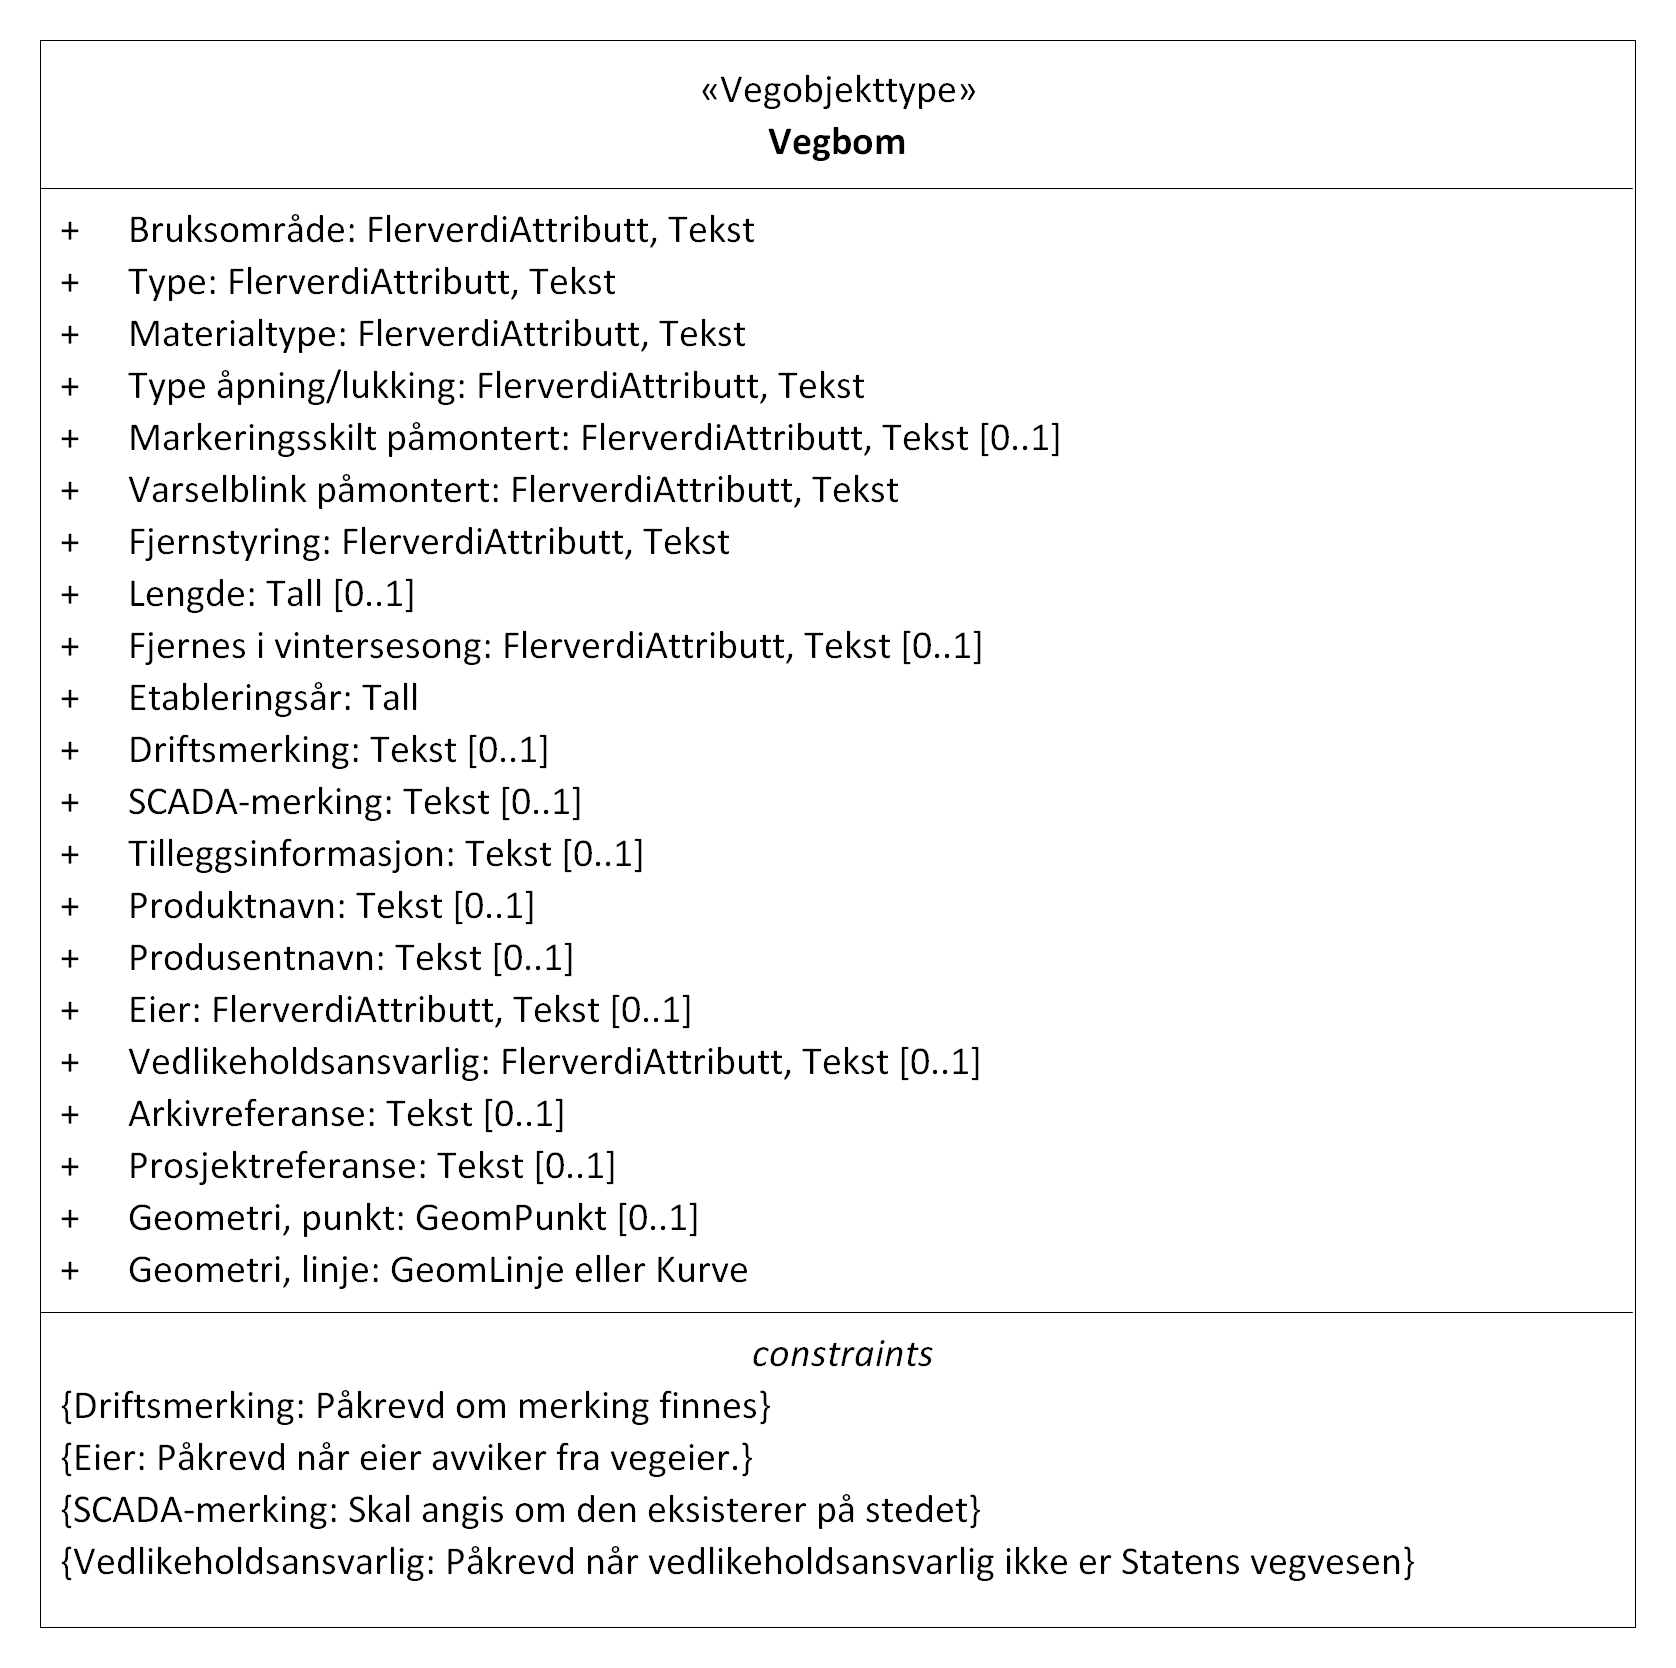 «Vegobjekttype»
Vegbom
+ Bruksområde: FlerverdiAttributt, Tekst
+ Type: FlerverdiAttributt, Tekst
+ Materialtype: FlerverdiAttributt, Tekst
+ Type åpning/lukking: FlerverdiAttributt, Tekst
+ Markeringsskilt påmontert: FlerverdiAttributt, Tekst [0..1]
+ Varselblink påmontert: FlerverdiAttributt, Tekst
+ Fjernstyring: FlerverdiAttributt, Tekst
+ Lengde: Tall [0..1]
+ Fjernes i vintersesong: FlerverdiAttributt, Tekst [0..1]
+ Etableringsår: Tall
+ Driftsmerking: Tekst [0..1]
+ SCADA-merking: Tekst [0..1]
+ Tilleggsinformasjon: Tekst [0..1]
+ Produktnavn: Tekst [0..1]
+ Produsentnavn: Tekst [0..1]
+ Eier: FlerverdiAttributt, Tekst [0..1]
+ Vedlikeholdsansvarlig: FlerverdiAttributt, Tekst [0..1]
+ Arkivreferanse: Tekst [0..1]
+ Prosjektreferanse: Tekst [0..1]
+ Geometri, punkt: GeomPunkt [0..1]
+ Geometri, linje: GeomLinje eller Kurve
constraints
{Driftsmerking: Påkrevd om merking finnes}
{Eier: Påkrevd når eier avviker fra vegeier.}
{SCADA-merking: Skal angis om den eksisterer på stedet}
{Vedlikeholdsansvarlig: Påkrevd når vedlikeholdsansvarlig ikke er Statens vegvesen}